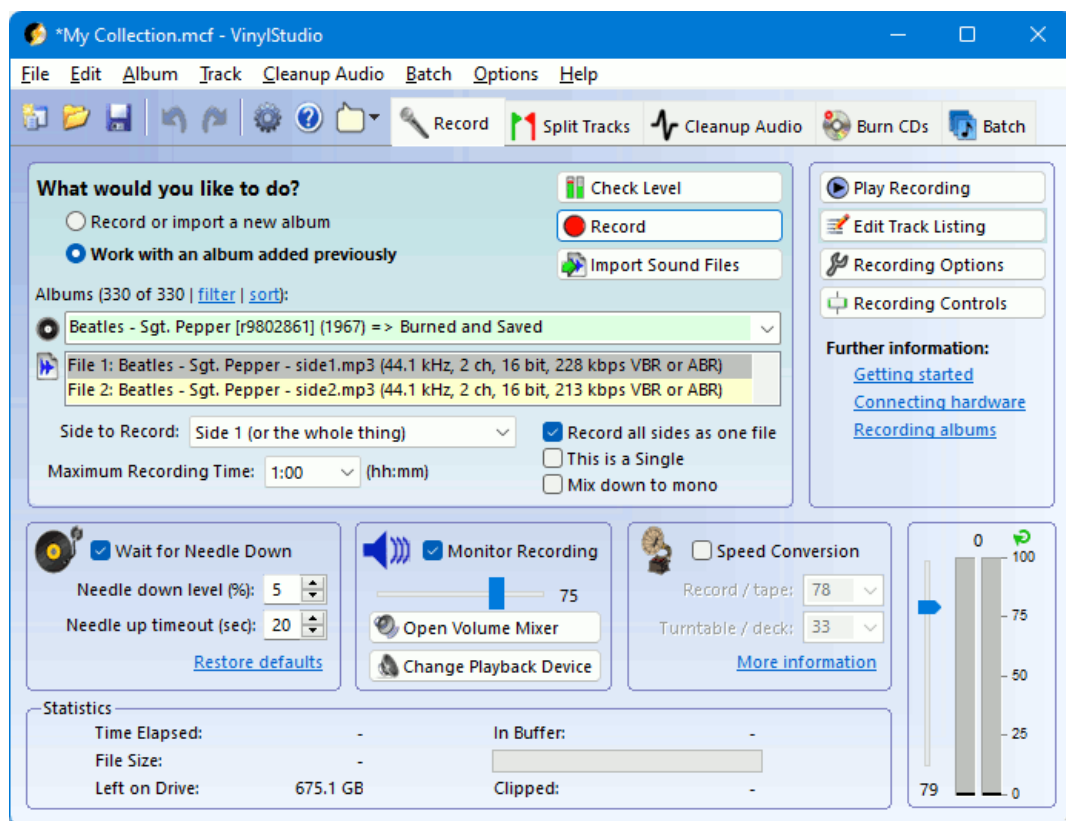 *My Collection.mcf - VinylStudio
File Edit Album Track Cleanup Audio Batch Options Help
Record Split Tracks Cleanup Audio Burn CDs Batch
What would you like to do?
Record or import a new album
Work with an album added previously
Check Level
Record
Import Sound Files
Albums (330 of 330 | filter | sort):
Beatles - Sgt. Pepper [r9802861] (1967) => Burned and Saved
File 1: Beatles - Sgt. Pepper - side1.mp3 (44.1 kHz, 2 ch, 16 bit, 228 kbps VBR or ABR)
File 2: Beatles - Sgt. Pepper - side2.mp3 (44.1 kHz, 2 ch, 16 bit, 213 kbps VBR or ABR)
Side to Record: Side 1 (or the whole thing)
Maximum Recording Time: 1:00 (hh:mm)
Record all sides as one file
This is a Single
Mix down to mono
Play Recording
Edit Track Listing
Recording Options
Recording Controls
Further information:
Getting started
Connecting hardware
Recording albums
Wait for Needle Down
Needle down level (%): 5
Needle up timeout (sec): 20
Restore defaults
Monitor Recording
75
Open Volume Mixer
Change Playback Device
Speed Conversion
Record / tape: 78
Turntable / deck: 33
More information
0
100
75
50
25
0
79
Statistics
Time Elapsed: -
File Size: -
Left on Drive: 675.1 GB
In Buffer: -
Clipped: -